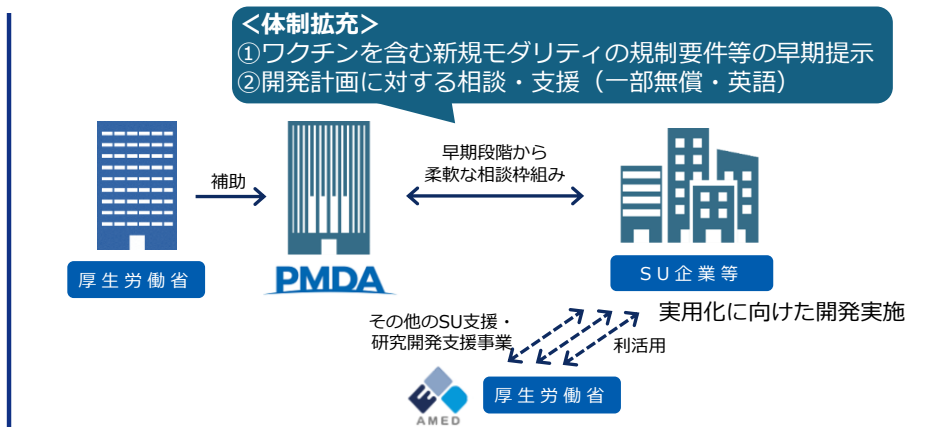 <体制拡充>
①ワクチンを含む新規モダリティの規制要件等の早期提示
②開発計画に対する相談・支援（一部無償・英語）
補助
早期段階から
柔軟な相談枠組み
厚生労働省
PMDA
SU企業等
実用化に向けた開発実施
その他のSU支援・
研究開発支援事業
利活用
AMED
厚生労働省